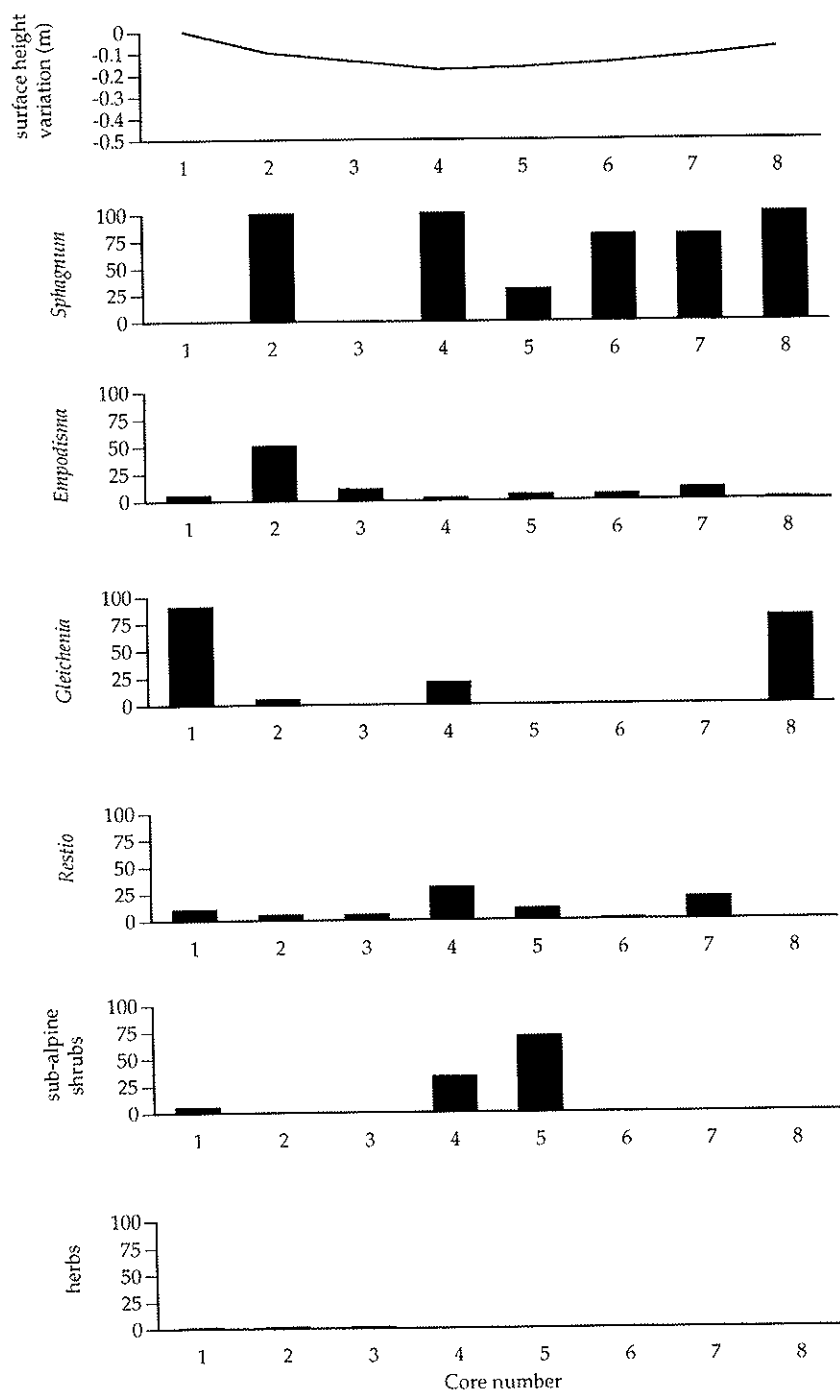 surface height
variation (m)
0
-0.1
-0.2
-0.3
-0.4
-0.5
1 2 3 4 5 6 7 8
Sphagnum
100
75
50
25
0
1 2 3 4 5 6 7 8
Empodisma
100
75
50
25
0
1 2 3 4 5 6 7 8
Gleichenia
100
75
50
25
0
1 2 3 4 5 6 7 8
Restio
100
75
50
25
0
1 2 3 4 5 6 7 8
sub-alpine
shrubs
100
75
50
25
0
1 2 3 4 5 6 7 8
herbs
100
75
50
25
0
1 2 3 4 5 6 7 8
Core number